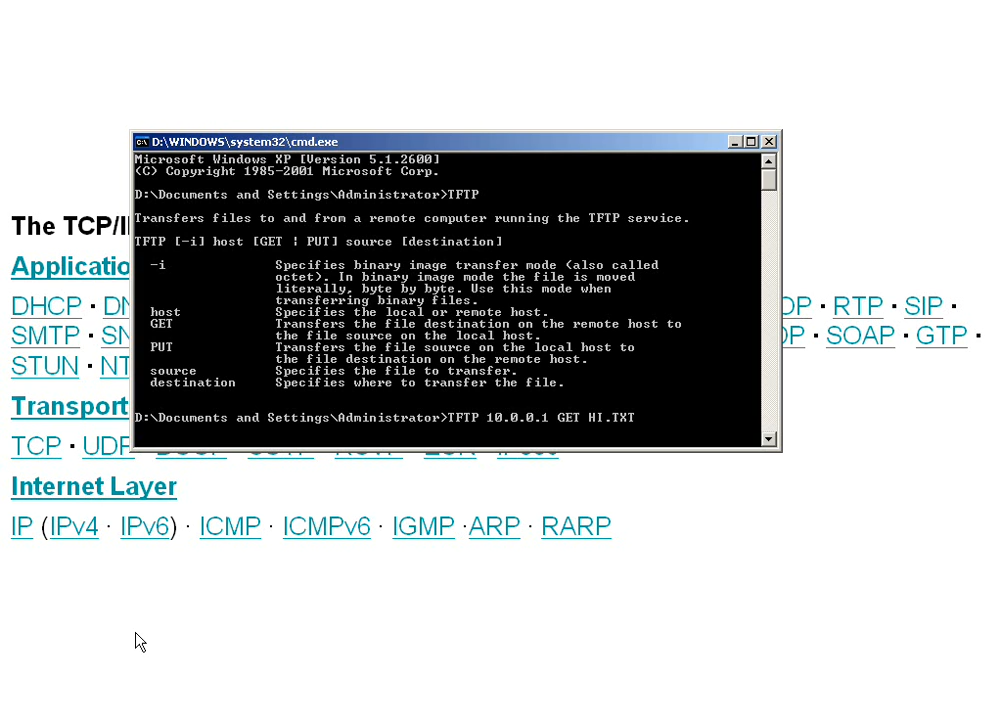 D:\WINDOWS\system32\cmd.exe
Microsoft Windows XP [Version 5.1.2600]
(C) Copyright 1985-2001 Microsoft Corp.
D:\Documents and Settings\Administrator>TFTP
Transfers files to and from a remote computer running the TFTP service.
TFTP [-i] host [GET | PUT] source [destination]
-i Specifies binary image transfer mode (also called
octet). In binary image mode the file is moved
literally, byte by byte. Use this mode when
transferring binary files.
host Specifies the local or remote host.
GET Transfers the file destination on the remote host to
the file source on the local host.
PUT Transfers the file source on the local host to
the file destination on the remote host.
source Specifies the file to transfer.
destination Specifies where to transfer the file.
D:\Documents and Settings\Administrator>TFTP 10.0.0.1 GET HI.TXT
The TCP/I
Applicatio
DHCP · DN DP · RTP · SIP ·
SMTP · SN DP · SOAP · GTP ·
STUN · NT
Transport
TCP · UDP
Internet Layer
IP (IPv4 · IPv6) · ICMP · ICMPv6 · IGMP · ARP · RARP